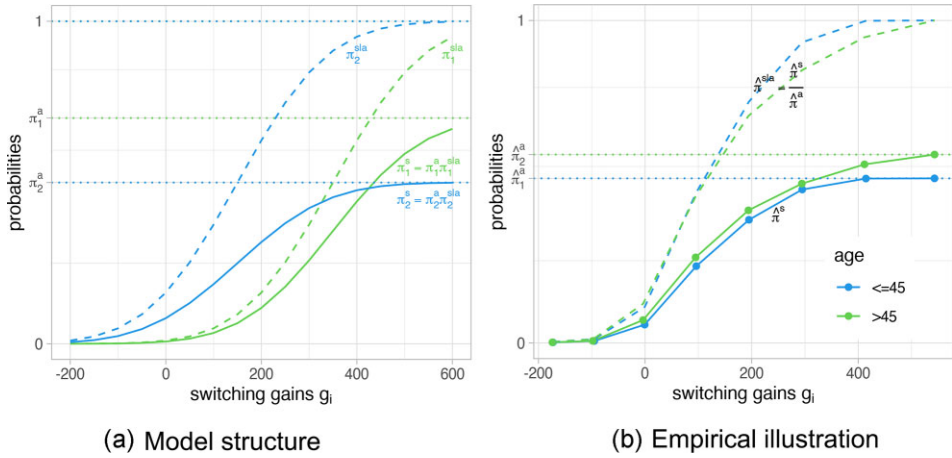 1
π₁ᵃ
π₂ᵃ
0
probabilities
π₂ˢˡᵃ
π₁ˢˡᵃ
π₁ˢ = π₁ᵃπ₁ˢˡᵃ
π₂ˢ = π₂ᵃπ₂ˢˡᵃ
-200 0 200 400 600
switching gains gᵢ
(a) Model structure
1
π̂₂ᵃ
π̂₁ᵃ
0
probabilities
π̂ˢˡᵃ = π̂ˢ / π̂ᵃ
π̂ˢ
age
<=45
>45
-200 0 200 400 600
switching gains gᵢ
(b) Empirical illustration